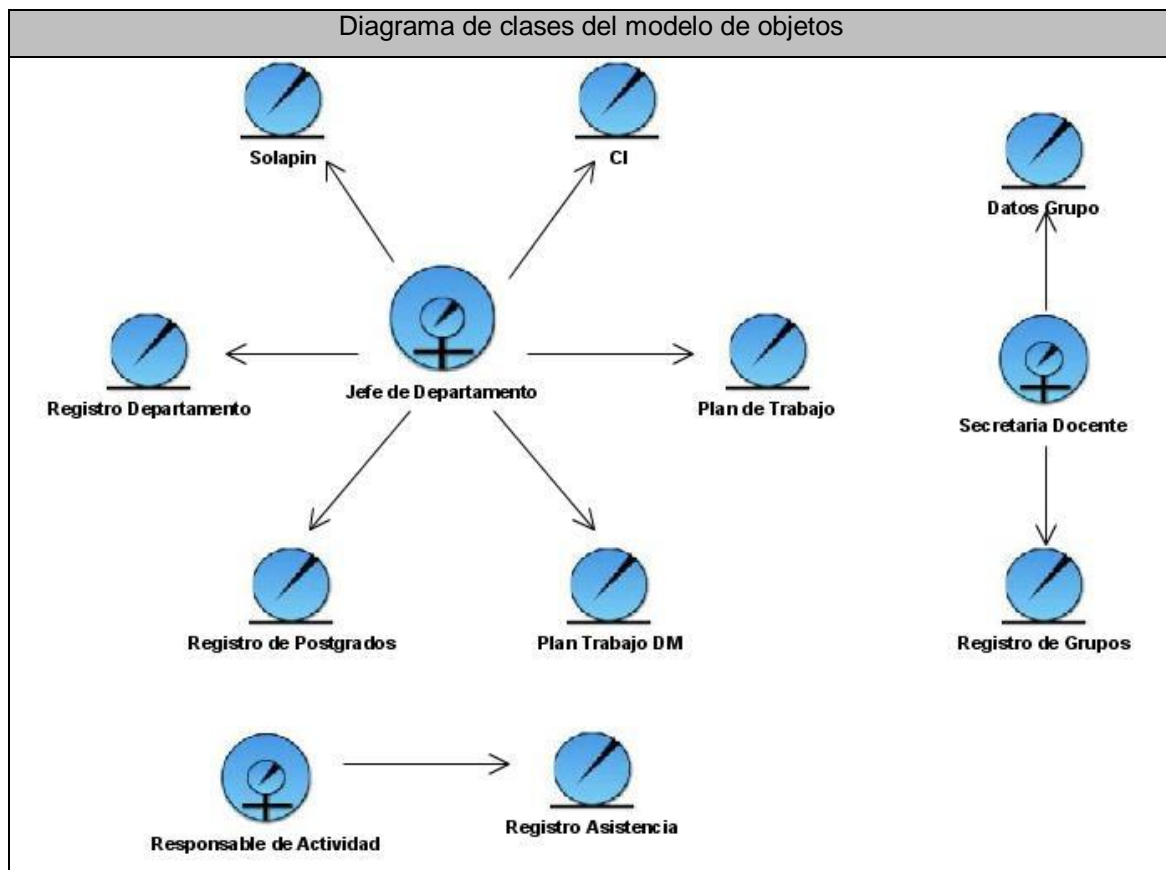 Diagrama de clases del modelo de objetos
Solapin
CI
Datos Grupo
Registro Departamento
Jefe de Departamento
Plan de Trabajo
Secretaria Docente
Registro de Postgrados
Plan Trabajo DM
Registro de Grupos
Responsable de Actividad
Registro Asistencia